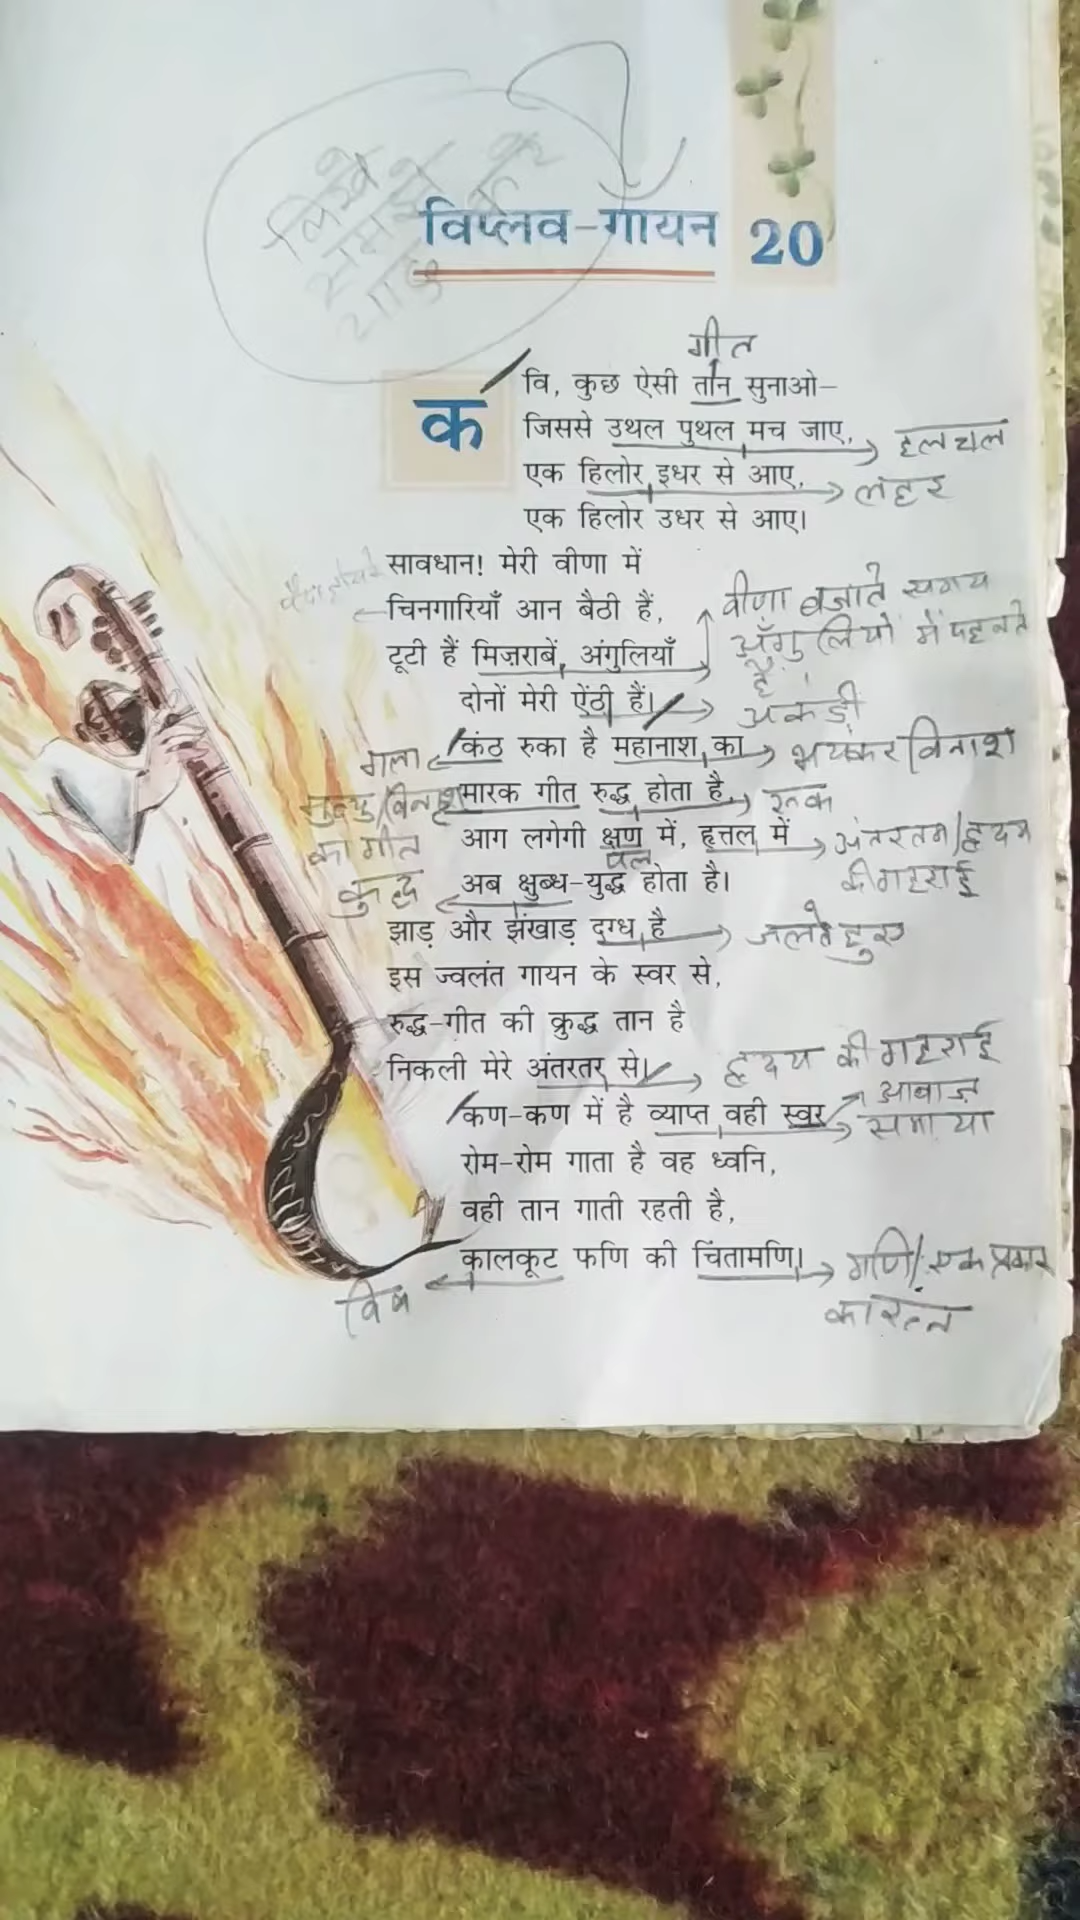 लिखे
विप्लव-गायन 20
गीत
कवि, कुछ ऐसी तान सुनाओ-
जिससे उथल पुथल मच जाए, हलचल
एक हिलोर इधर से आए, लहर
एक हिलोर उधर से आए।
सावधान! मेरी वीणा में
चिनगारियाँ आन बैठी हैं, वीणा बजाते समय
टूटी हैं मिज़राबें, अंगुलियाँ अँगुलियों में पहनते
है।
दोनों मेरी ऐंठी हैं। अकड़ी
गला कंठ रुका है महानाश का भयंकर विनाश
मृत्यु/विनाश मारक गीत रुद्ध होता है, रुक
का गीत आग लगेगी क्षण में, हृत्तल में अंतरतम/हृदय
पल
क्रुद्ध अब क्षुब्ध-युद्ध होता है। की गहराई
झाड़ और झंखाड़ दग्ध है जलते हुए
इस ज्वलंत गायन के स्वर से,
रुद्ध-गीत की क्रुद्ध तान है
निकली मेरे अंतरतर से। हृदय की गहराई
आवाज
कण-कण में है व्याप्त वही स्वर समाया
रोम-रोम गाता है वह ध्वनि,
वही तान गाती रहती है,
कालकूट फणि की चिंतामणि। मणि/एक प्रकार
विष का रत्न